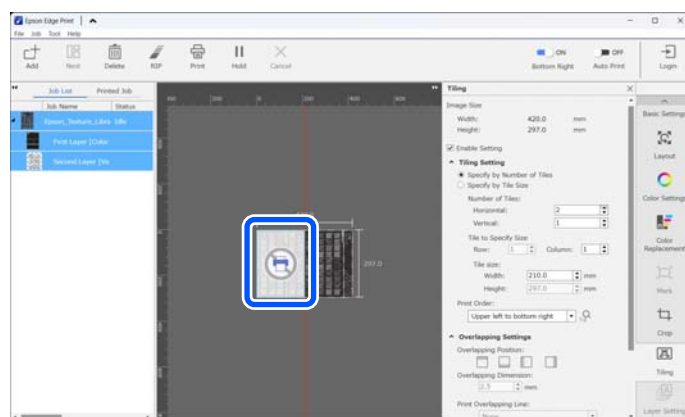 Epson Edge Print
File Job Tool Help
Add Next Delete RIP Print Hold Cancel
ON
Bottom Right
OFF
Auto Print
Login
Job List Printed Job
Job Name Status
Epson_Texture_Libra Idle
First Layer [Color
Second Layer [Va
297.0
Tiling
Image Size
Width: 420.0 mm
Height: 297.0 mm
Enable Setting
Tiling Setting
Specify by Number of Tiles
Specify by Tile Size
Number of Tiles:
Horizontal: 2
Vertical: 1
Tile to Specify Size
Row: 1 Column: 1
Tile size:
Width: 210.0 mm
Height: 297.0 mm
Print Order:
Upper left to bottom right
Overlapping Settings
Overlapping Position:
Overlapping Dimension:
2.5 mm
Print Overlapping Line:
None
Basic Settings
Layout
Color Settings
Color
Replacement
Mark
Crop
Tiling
Layer Settings